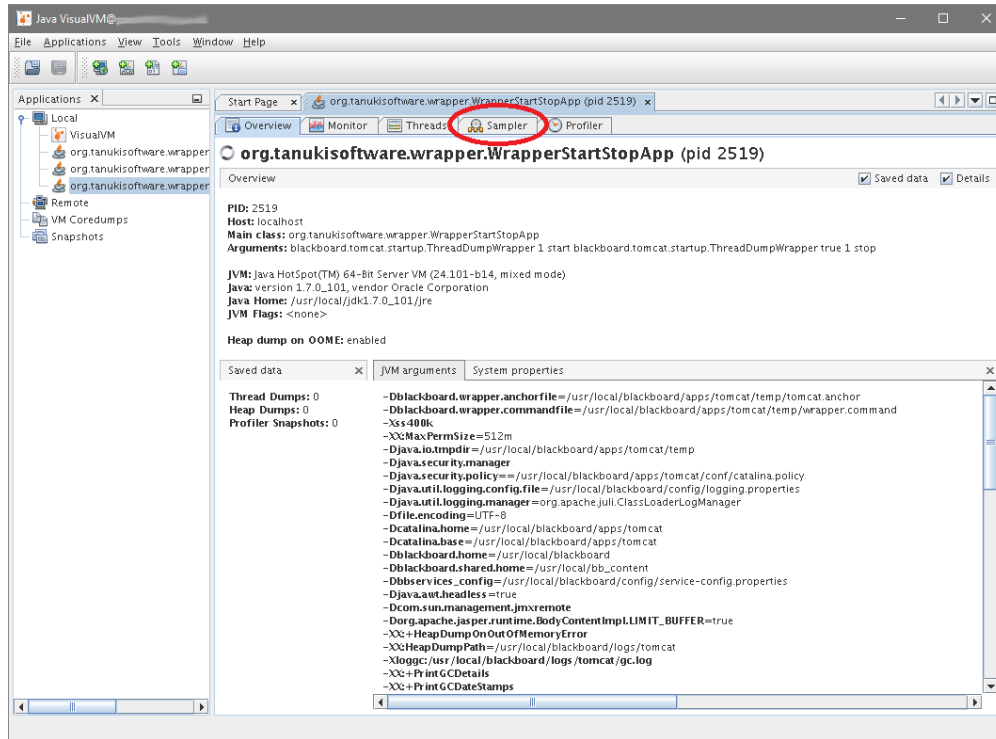 Java VisualVM@
File Applications View Tools Window Help
Applications
Local
VisualVM
org.tanukisoftware.wrapper
org.tanukisoftware.wrapper
org.tanukisoftware.wrapper
Remote
VM Coredumps
Snapshots
Start Page org.tanukisoftware.wrapper.WrapperStartStopApp (pid 2519)
Overview Monitor Threads Sampler Profiler
org.tanukisoftware.wrapper.WrapperStartStopApp (pid 2519)
Overview Saved data Details
PID: 2519
Host: localhost
Main class: org.tanukisoftware.wrapper.WrapperStartStopApp
Arguments: blackboard.tomcat.startup.ThreadDumpWrapper 1 start blackboard.tomcat.startup.ThreadDumpWrapper true 1 stop
JVM: Java HotSpot(TM) 64-Bit Server VM (24.101-b14, mixed mode)
Java: version 1.7.0_101, vendor Oracle Corporation
Java Home: /usr/local/jdk1.7.0_101/jre
JVM Flags: <none>
Heap dump on OOME: enabled
Saved data
Thread Dumps: 0
Heap Dumps: 0
Profiler Snapshots: 0
JVM arguments System properties
-Dblackboard.wrapper.anchorfile=/usr/local/blackboard/apps/tomcat/temp/tomcat.anchor
-Dblackboard.wrapper.commandfile=/usr/local/blackboard/apps/tomcat/temp/wrapper.command
-Xss400k
-XX:MaxPermSize=512m
-Djava.io.tmpdir=/usr/local/blackboard/apps/tomcat/temp
-Djava.security.manager
-Djava.security.policy==/usr/local/blackboard/apps/tomcat/conf/catalina.policy
-Djava.util.logging.config.file=/usr/local/blackboard/config/logging.properties
-Djava.util.logging.manager=org.apache.juli.ClassLoaderLogManager
-Dfile.encoding=UTF-8
-Dcatalina.home=/usr/local/blackboard/apps/tomcat
-Dcatalina.base=/usr/local/blackboard/apps/tomcat
-Dblackboard.home=/usr/local/blackboard
-Dblackboard.shared.home=/usr/local/bb_content
-Dbbservices_config=/usr/local/blackboard/config/service-config.properties
-Djava.awt.headless=true
-Dcom.sun.management.jmxremote
-Dorg.apache.jasper.runtime.BodyContentImpl.LIMIT_BUFFER=true
-XX:+HeapDumpOnOutOfMemoryError
-XX:HeapDumpPath=/usr/local/blackboard/logs/tomcat
-Xloggc:/usr/local/blackboard/logs/tomcat/gc.log
-XX:+PrintGCDetails
-XX:+PrintGCDateStamps